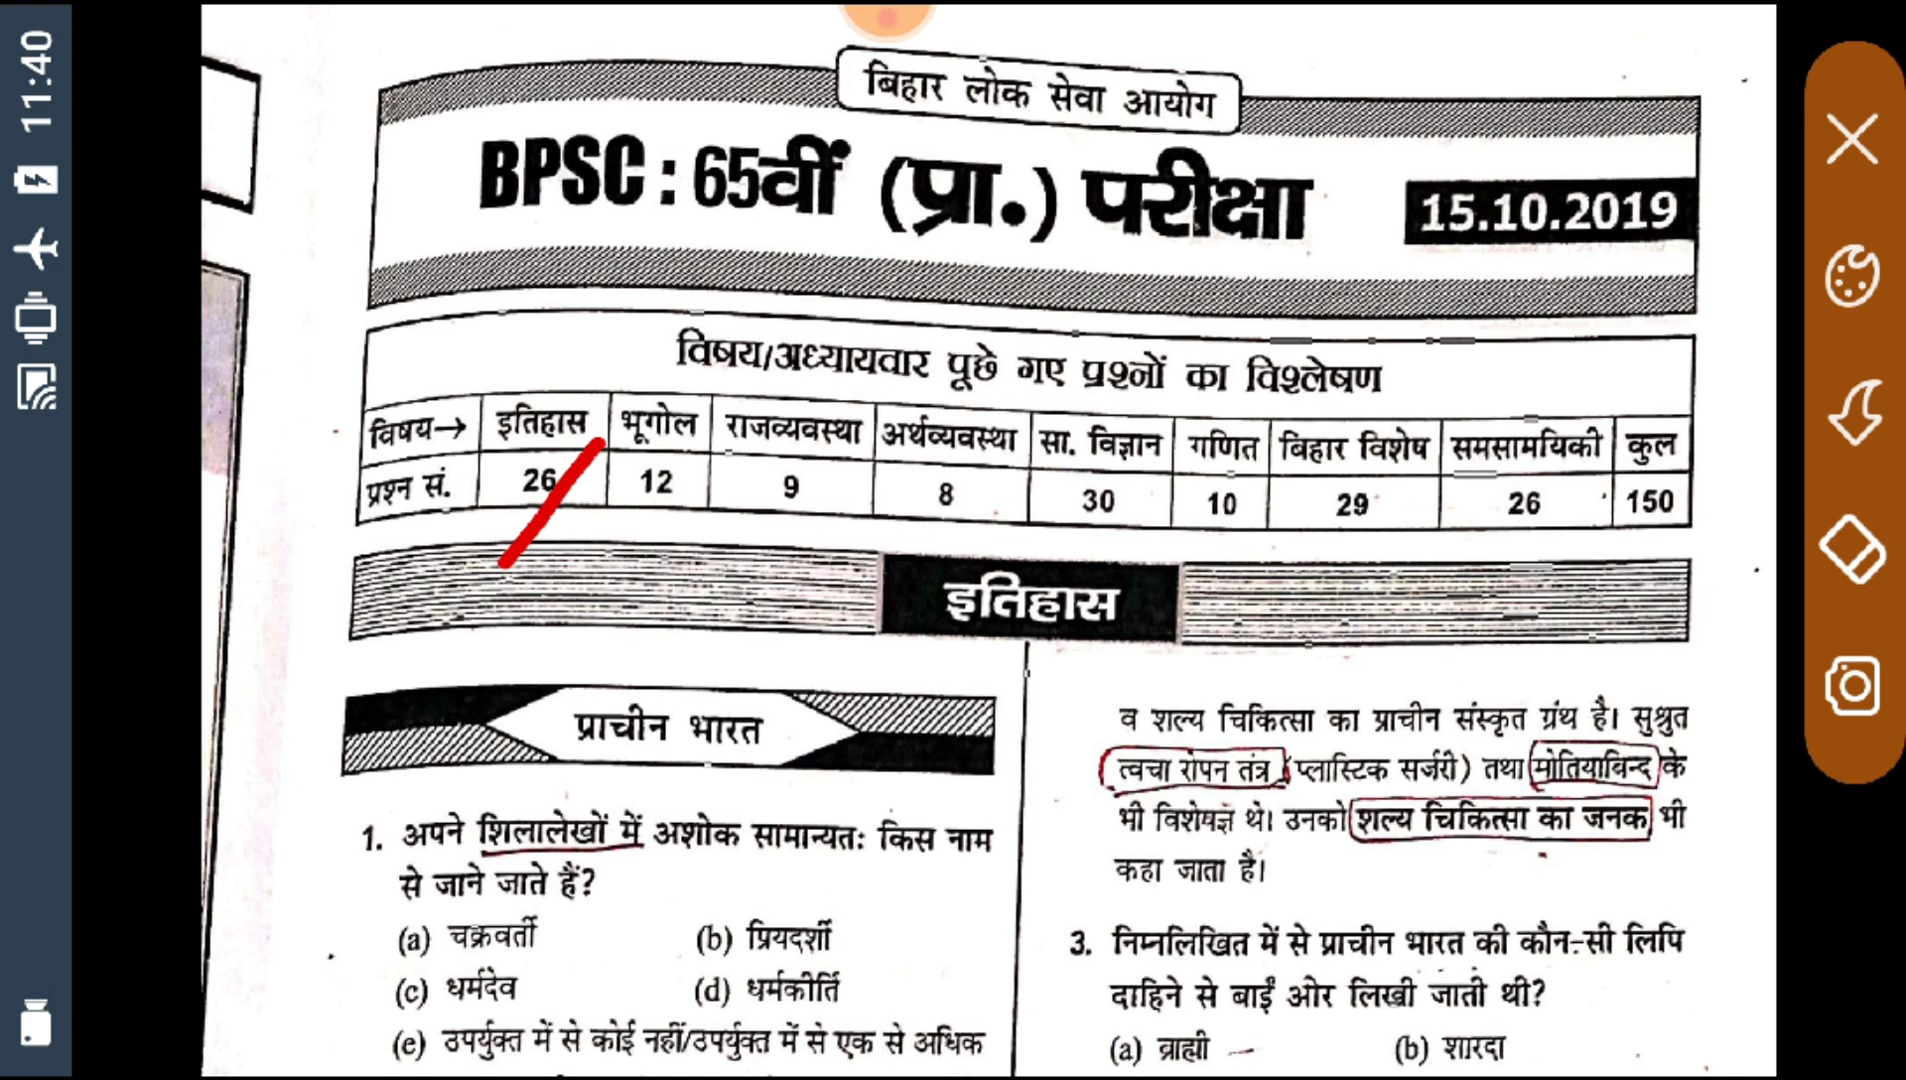 11:40
बिहार लोक सेवा आयोग
BPSC : 65वीं (प्रा.) परीक्षा 15.10.2019
विषय/अध्यायवार पूछे गए प्रश्नों का विश्लेषण
विषय→ इतिहास भूगोल राजव्यवस्था अर्थव्यवस्था सा. विज्ञान गणित बिहार विशेष समसामयिकी कुल
प्रश्न सं. 26 12 9 8 30 10 29 26 150
इतिहास
प्राचीन भारत
1. अपने शिलालेखों में अशोक सामान्यतः किस नाम
से जाने जाते हैं?
(a) चक्रवर्ती (b) प्रियदर्शी
(c) धर्मदेव (d) धर्मकीर्ति
(e) उपर्युक्त में से कोई नहीं/उपर्युक्त में से एक से अधिक
व शल्य चिकित्सा का प्राचीन संस्कृत ग्रंथ है। सुश्रुत
त्वचा रोपन तंत्र (प्लास्टिक सर्जरी) तथा मोतियाविन्द के
भी विशेषज्ञ थे। उनको शल्य चिकित्सा का जनक भी
कहा जाता है।
3. निम्नलिखित में से प्राचीन भारत की कौन-सी लिपि
दाहिने से बाईं ओर लिखी जाती थी?
(a) ब्राह्मी (b) शारदा